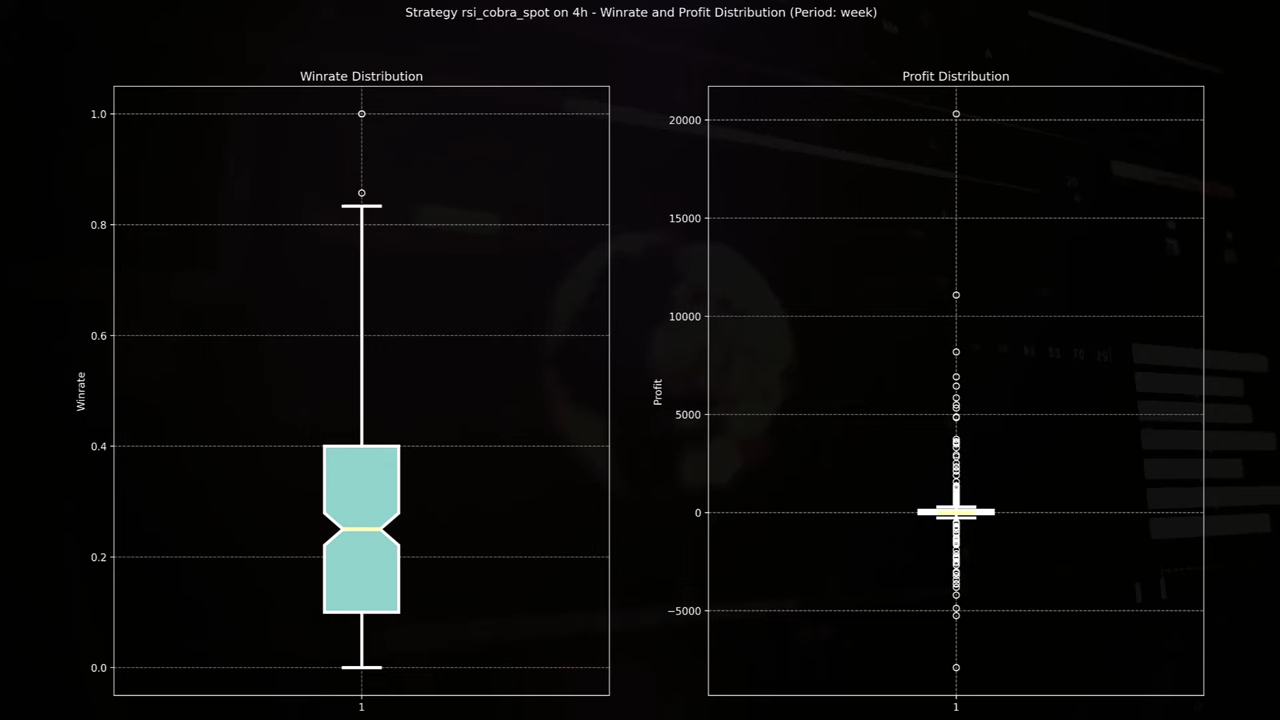 Strategy rsi_cobra_spot on 4h - Winrate and Profit Distribution (Period: week)
Winrate Distribution
1.0
0.8
0.6
0.4
0.2
0.0
Winrate
1
Profit Distribution
20000
15000
10000
5000
0
−5000
Profit
1